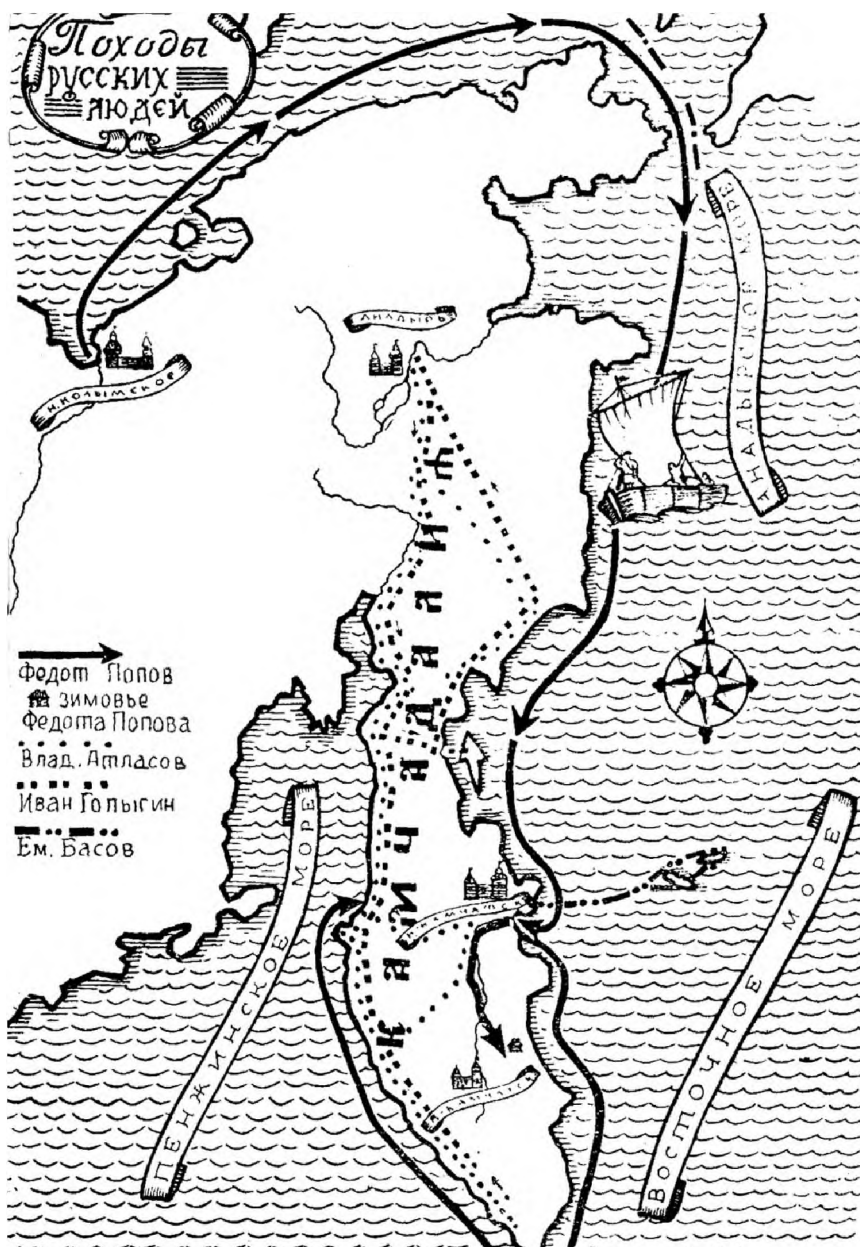 Походы
русских
людей
АНАДЫРЬ
Н.КОЛЫМСКОЕ
АНАДЫРСКОЕ МОРЕ
КАМЧАДАЛИЯ
Федот Попов
зимовье
Федота Попова
Влад. Атласов
Иван Голыгин
Ем. Басов
ПЕНЖИНСКОЕ МОРЕ
ВОСТОЧНОЕ МОРЕ